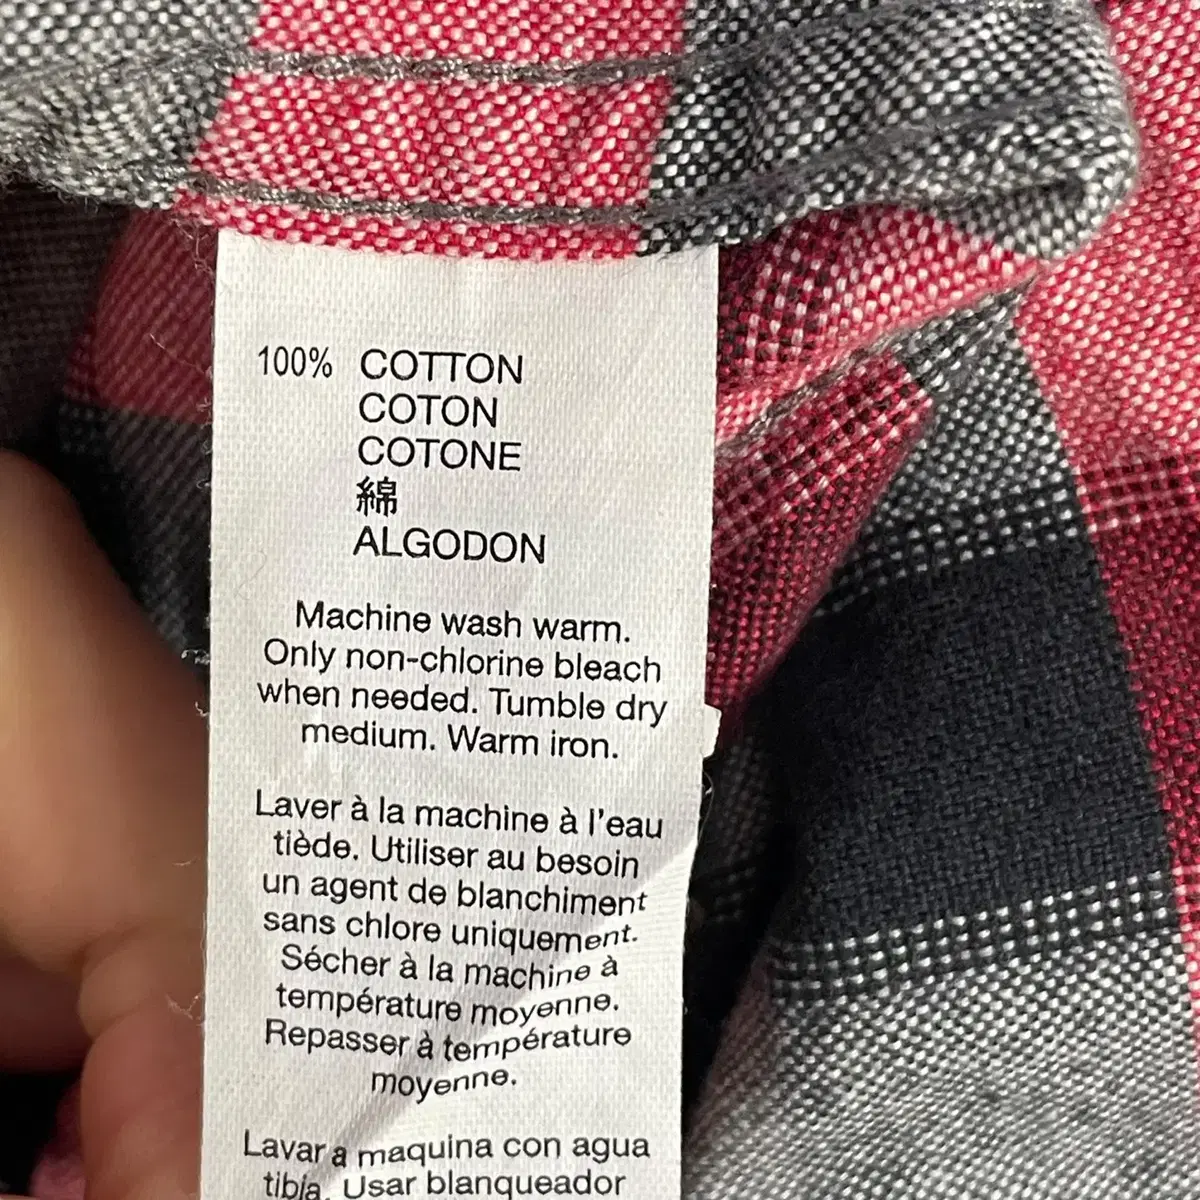 100% COTTON
COTON
COTONE
綿
ALGODON
Machine wash warm.
Only non-chlorine bleach
when needed. Tumble dry
medium. Warm iron.
Laver à la machine à l'eau
tiède. Utiliser au besoin
un agent de blanchiment
sans chlore uniquement.
Sécher à la machine à
température moyenne.
Repasser à température
moyenne.
Lavar a maquina con agua
tibia. Usar blanqueador